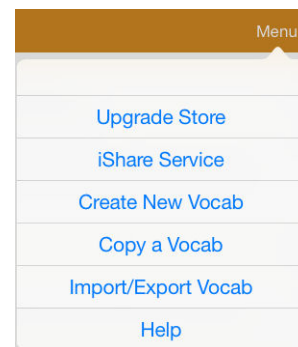 Menu
Upgrade Store
iShare Service
Create New Vocab
Copy a Vocab
Import/Export Vocab
Help